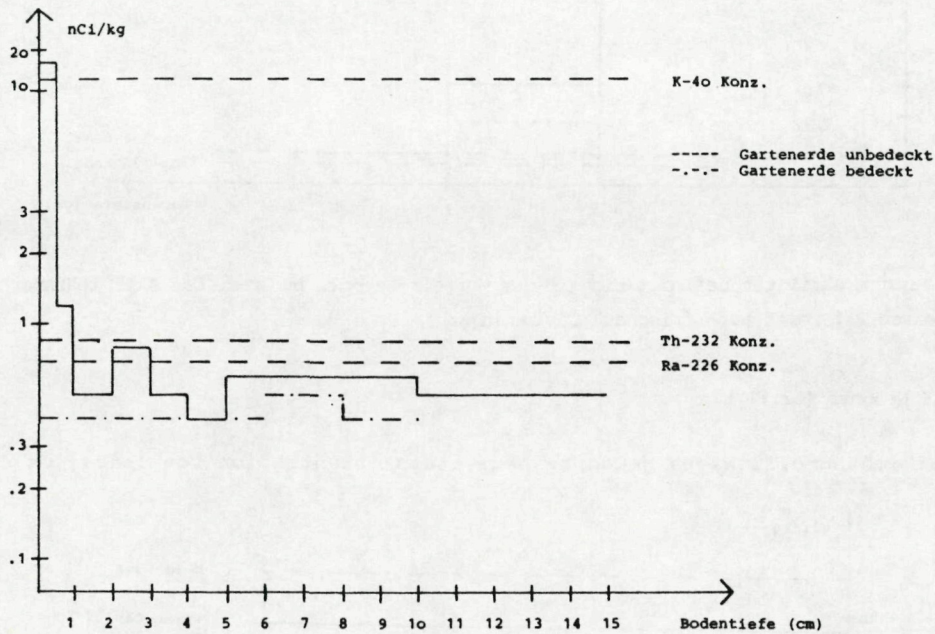 nCi/kg
2o
1o
K-4o Konz.
Gartenerde unbedeckt
Gartenerde bedeckt
3
2
1
Th-232 Konz.
Ra-226 Konz.
.3
.2
.1
1 2 3 4 5 6 7 8 9 1o 11 12 13 14 15 Bodentiefe (cm)